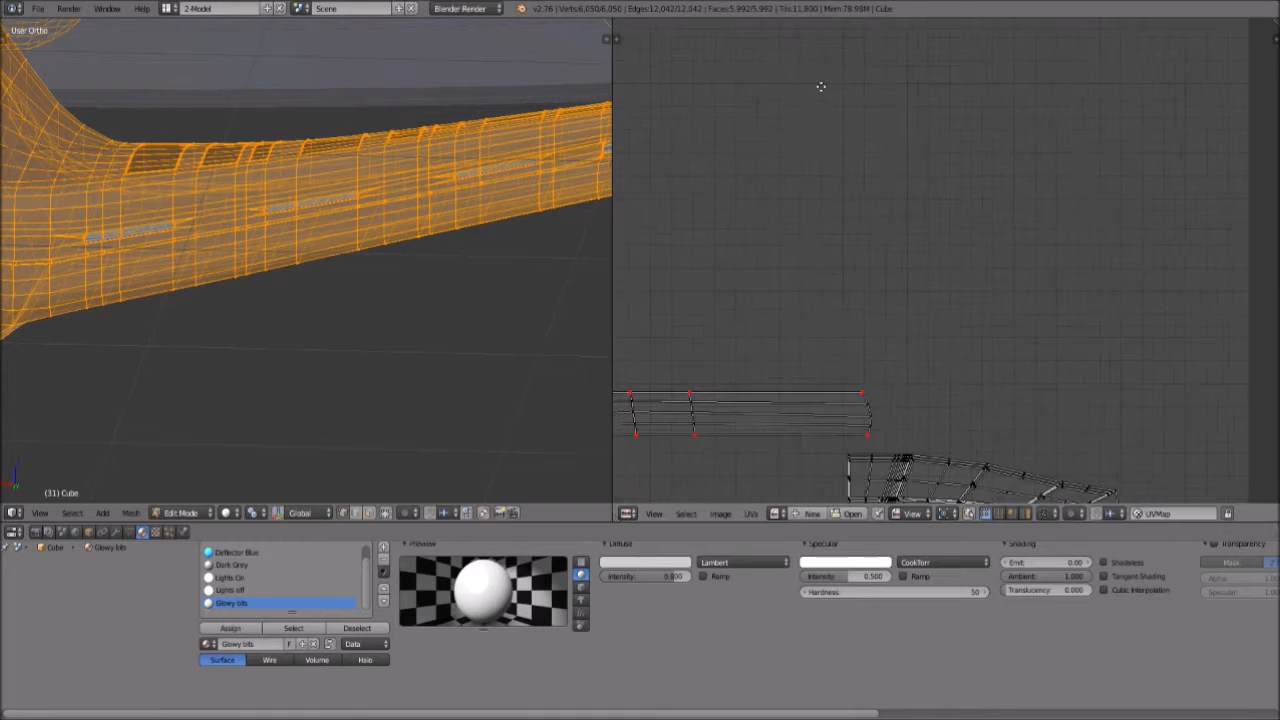 File Render Window Help 2-Model Scene Blender Render v2.76 | Verts:6,050/6,050 | Edges:12,042/12,042 | Faces:5,992/5,992 | Tris:11,800 | Mem:78.98M | Cube
User Ortho
(31) Cube
View Select Add Mesh Edit Mode Global View Select Image UVs New Open View UVMap
Cube Glowy bits
Preview Diffuse Specular Shading Transparency
Deflector Blue
Dark Grey
Lights On
Lights off
Glowy bits
Lambert CookTorr Emit: 0.00 Shadeless Mask
Intensity: 0.800 Ramp Intensity 0.500 Ramp Ambient: 1.000 Tangent Shading Alpha:
Hardness: 50 Translucency: 0.000 Cubic Interpolation Specular:
Assign Select Deselect
Glowy bits F Data
Surface Wire Volume Halo